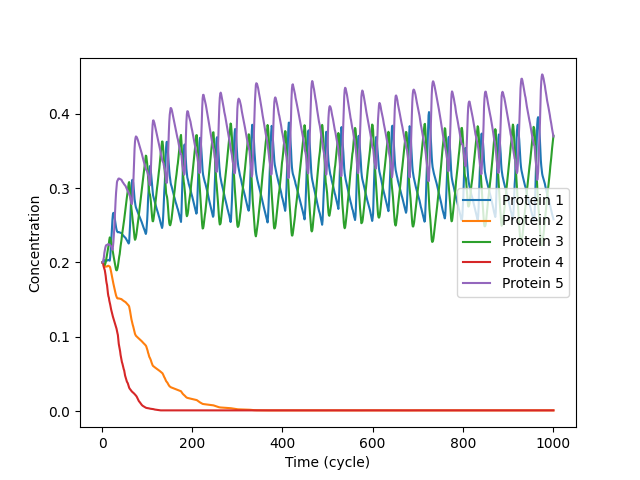 0.4
0.3
0.2
0.1
0.0
Concentration
0
200
400
600
800
1000
Time (cycle)
Protein 1
Protein 2
Protein 3
Protein 4
Protein 5